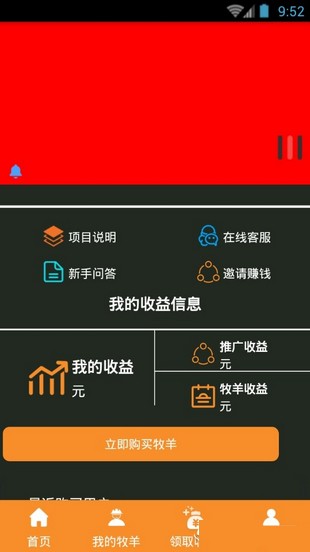 9:52
项目说明
在线客服
新手问答
邀请赚钱
我的收益信息
我的收益
元
推广收益
元
牧羊收益
元
立即购买牧羊
首页
我的牧羊
领取